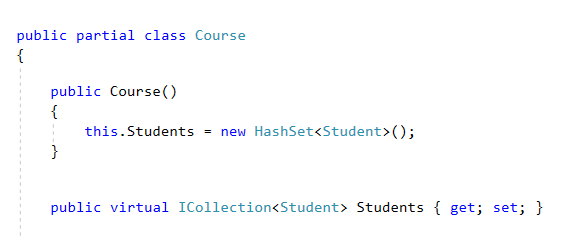 public partial class Course
{
public Course()
{
this.Students = new HashSet<Student>();
}
public virtual ICollection<Student> Students { get; set; }